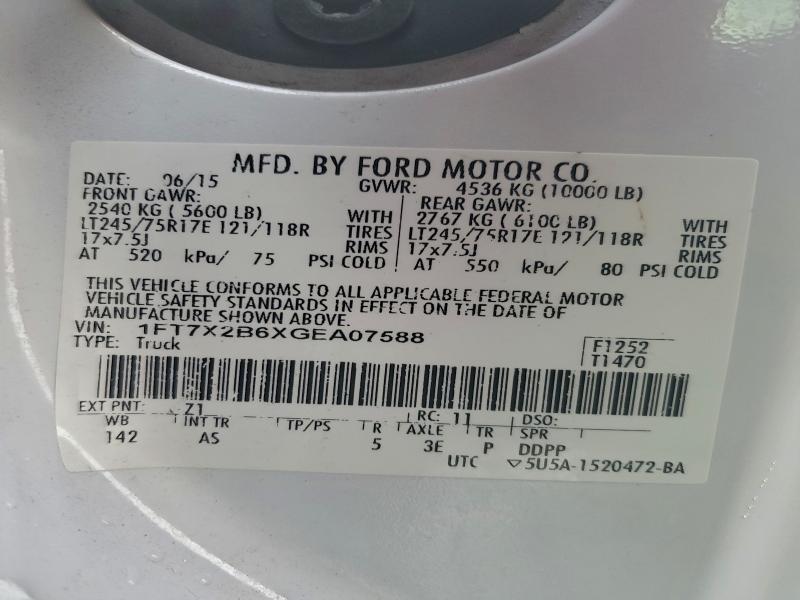 MFD. BY FORD MOTOR CO.
DATE: 06/15 GVWR: 4536 KG (10000 LB)
FRONT GAWR: REAR GAWR:
2540 KG ( 5600 LB) WITH 2767 KG ( 6100 LB) WITH
LT245/75R17E 121/118R TIRES LT245/75R17E 121/118R TIRES
17x7.5J RIMS 17x7.5J RIMS
AT 520 kPa/ 75 PSI COLD AT 550 kPa/ 80 PSI COLD
THIS VEHICLE CONFORMS TO ALL APPLICABLE FEDERAL MOTOR
VEHICLE SAFETY STANDARDS IN EFFECT ON THE DATE OF
MANUFACTURE SHOWN ABOVE.
VIN: 1FT7X2B6XGEA07588 F1252
TYPE: Truck T1470
EXT PNT: Z1 RC: 11 DSO:
WB INT TR TP/PS R AXLE TR SPR
142 AS 5 3E P DDPP
UTC ▽5U5A-1520472-BA